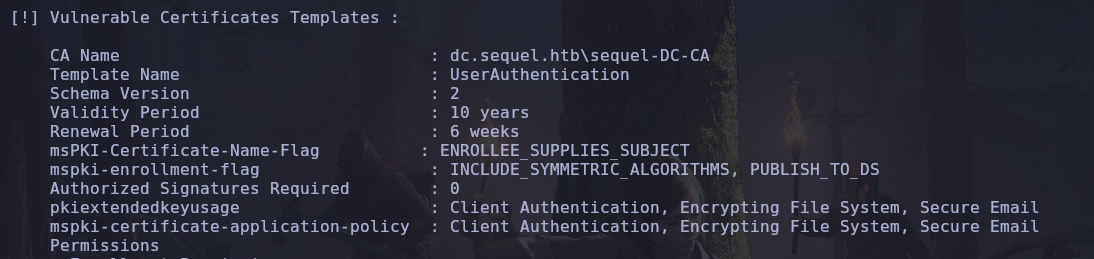 [!] Vulnerable Certificates Templates :
CA Name : dc.sequel.htb\sequel-DC-CA
Template Name : UserAuthentication
Schema Version : 2
Validity Period : 10 years
Renewal Period : 6 weeks
msPKI-Certificate-Name-Flag : ENROLLEE_SUPPLIES_SUBJECT
mspki-enrollment-flag : INCLUDE_SYMMETRIC_ALGORITHMS, PUBLISH_TO_DS
Authorized Signatures Required : 0
pkiextendedkeyusage : Client Authentication, Encrypting File System, Secure Email
mspki-certificate-application-policy : Client Authentication, Encrypting File System, Secure Email
Permissions